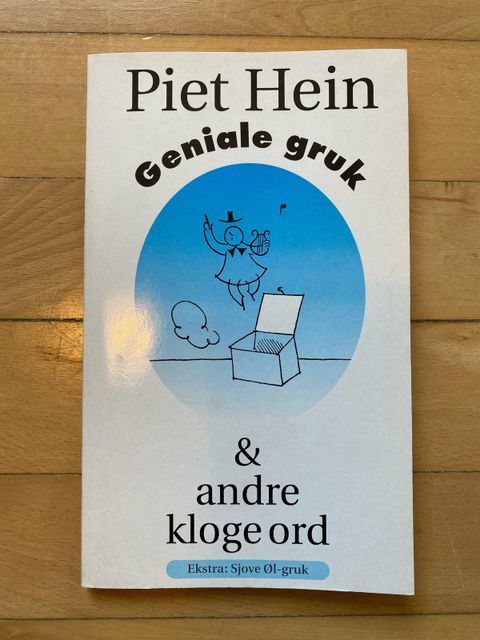 Piet Hein
Geniale gruk
&
andre
kloge ord
Ekstra: Sjove Øl-gruk